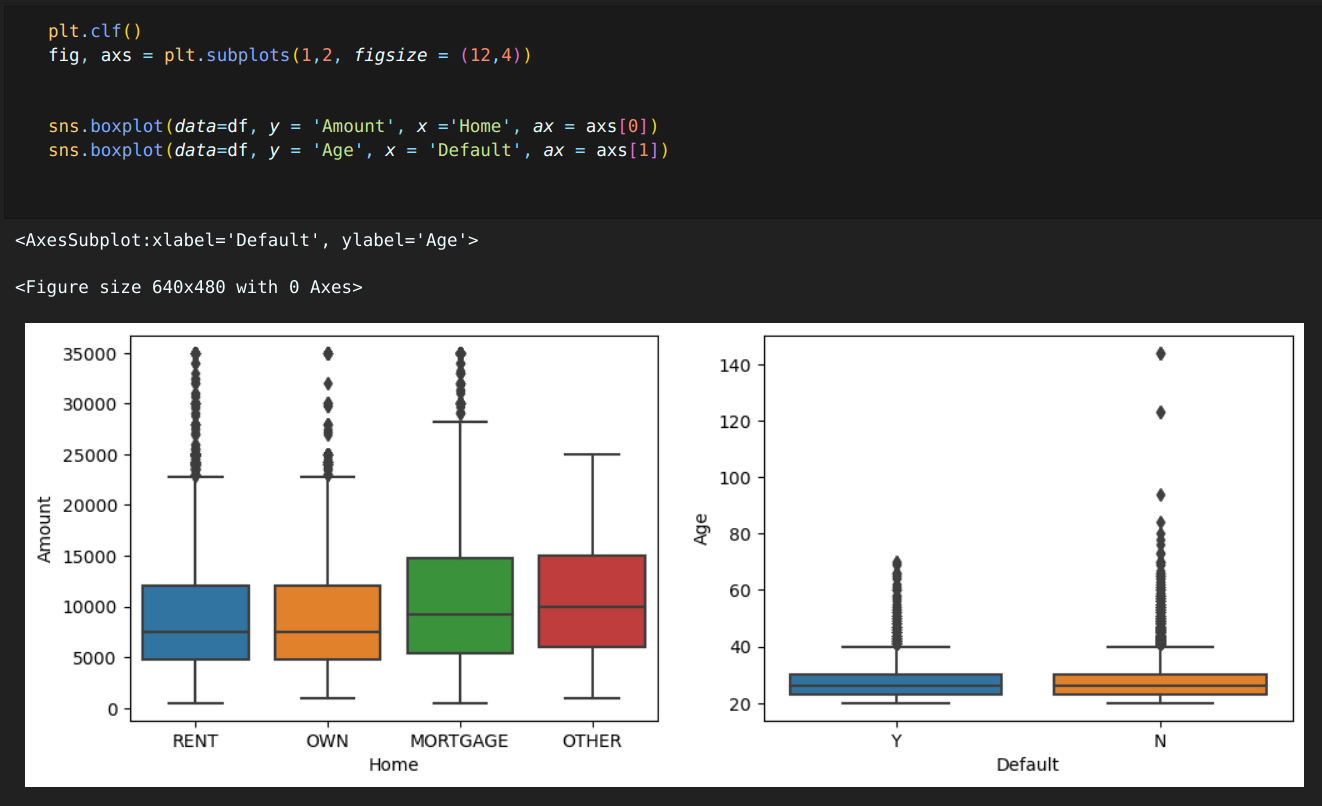 plt.clf()
fig, axs = plt.subplots(1,2, figsize = (12,4))
sns.boxplot(data=df, y = 'Amount', x ='Home', ax = axs[0])
sns.boxplot(data=df, y = 'Age', x = 'Default', ax = axs[1])
<AxesSubplot:xlabel='Default', ylabel='Age'>
<Figure size 640x480 with 0 Axes>
35000
30000
25000
20000
15000
10000
5000
0
Amount
RENT OWN MORTGAGE OTHER
Home
140
120
100
80
60
40
20
Age
Y N
Default